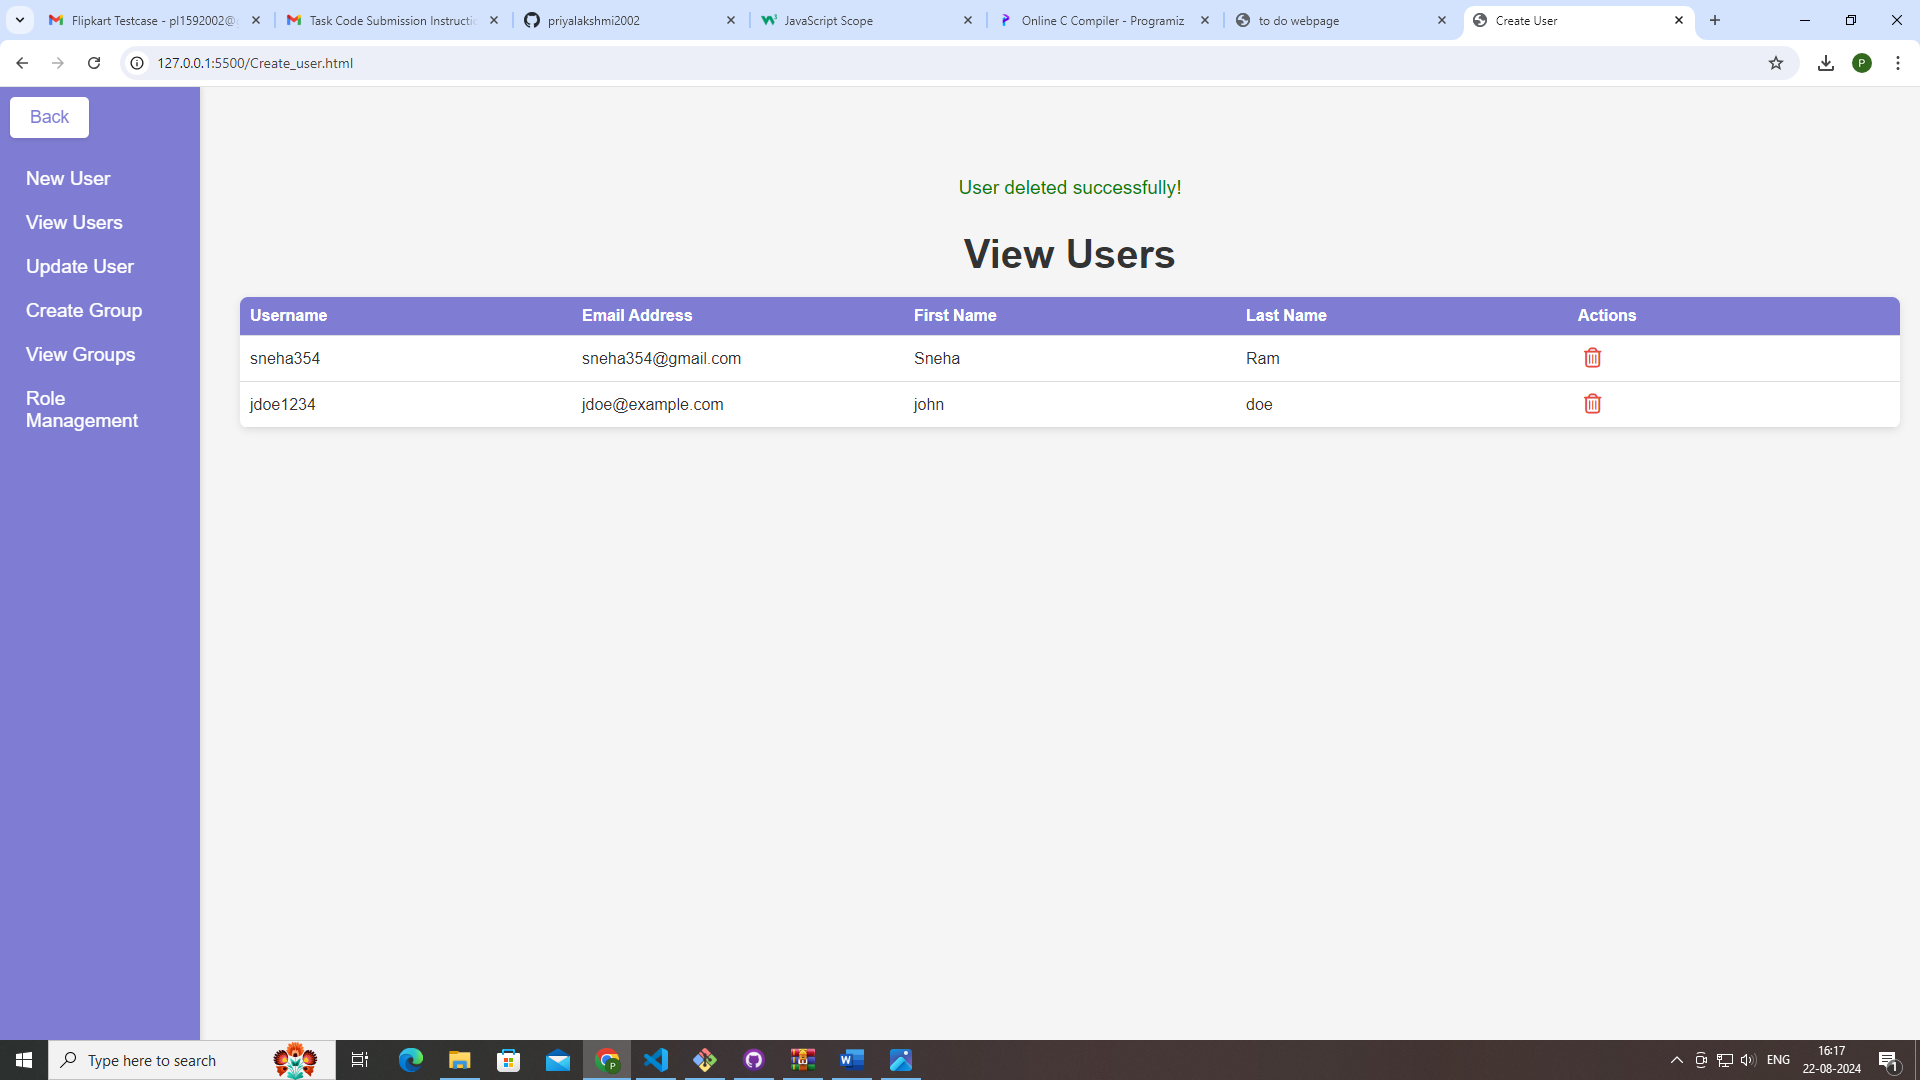 Flipkart Testcase - pl1592002@
Task Code Submission Instructi
priyalakshmi2002
JavaScript Scope
Online C Compiler - Programiz
to do webpage
Create User
127.0.0.1:5500/Create_user.html
P
Back
New User
View Users
Update User
Create Group
View Groups
Role
Management
User deleted successfully!
View Users
Username Email Address First Name Last Name Actions
sneha354 sneha354@gmail.com Sneha Ram
jdoe1234 jdoe@example.com john doe
Type here to search
ENG
16:17
22-08-2024
1